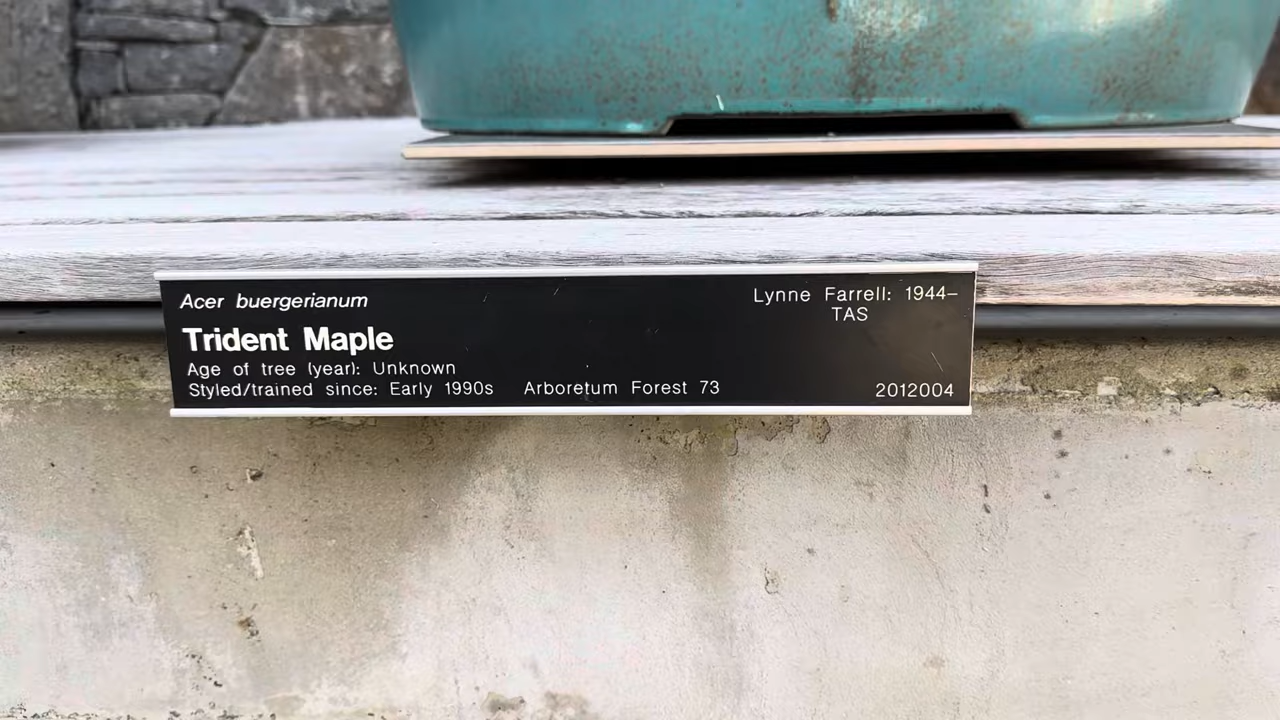 Acer buergerianum
Lynne Farrell: 1944–
TAS
Trident Maple
Age of tree (year): Unknown
Styled/trained since: Early 1990s Arboretum Forest 73
2012004